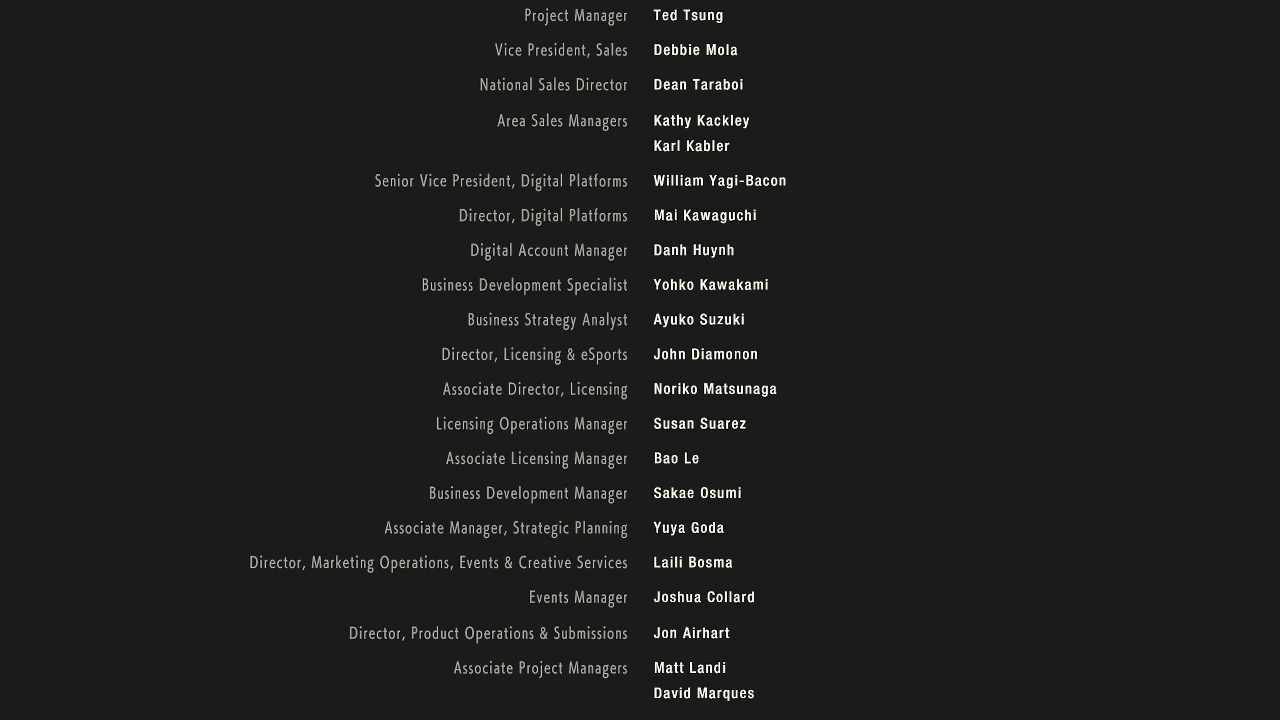 Project Manager Ted Tsung
Vice President, Sales Debbie Mola
National Sales Director Dean Taraboi
Area Sales Managers Kathy Kackley
Karl Kabler
Senior Vice President, Digital Platforms William Yagi-Bacon
Director, Digital Platforms Mai Kawaguchi
Digital Account Manager Danh Huynh
Business Development Specialist Yohko Kawakami
Business Strategy Analyst Ayuko Suzuki
Director, Licensing & eSports John Diamonon
Associate Director, Licensing Noriko Matsunaga
Licensing Operations Manager Susan Suarez
Associate Licensing Manager Bao Le
Business Development Manager Sakae Osumi
Associate Manager, Strategic Planning Yuya Goda
Director, Marketing Operations, Events & Creative Services Laili Bosma
Events Manager Joshua Collard
Director, Product Operations & Submissions Jon Airhart
Associate Project Managers Matt Landi
David Marques